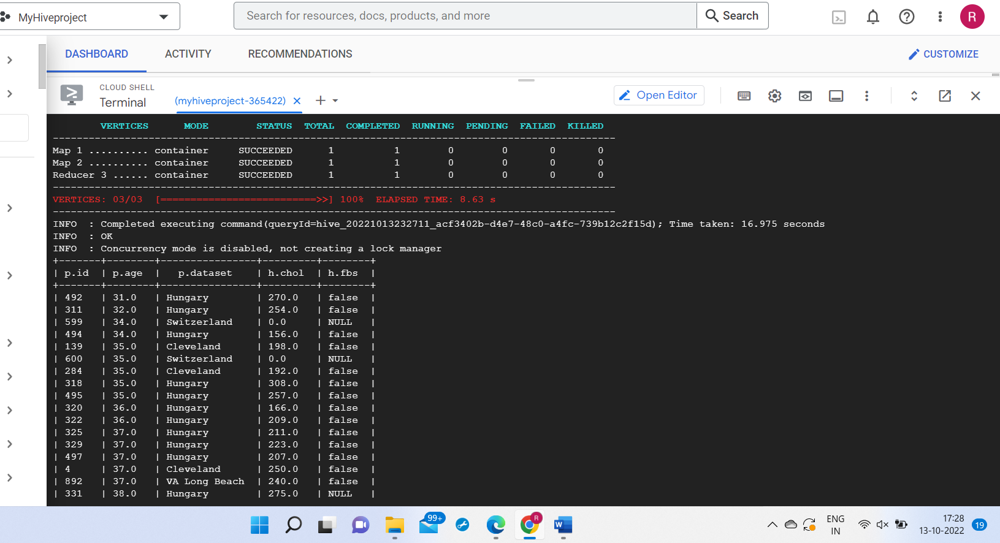 MyHiveproject
Search for resources, docs, products, and more
Search
R
DASHBOARD ACTIVITY RECOMMENDATIONS
CUSTOMIZE
CLOUD SHELL
Terminal
(myhiveproject-365422)
Open Editor
VERTICES MODE STATUS TOTAL COMPLETED RUNNING PENDING FAILED KILLED
----------------------------------------------------------------------------------------------
Map 1 .......... container SUCCEEDED 1 1 0 0 0 0
Map 2 .......... container SUCCEEDED 1 1 0 0 0 0
Reducer 3 ...... container SUCCEEDED 1 1 0 0 0 0
----------------------------------------------------------------------------------------------
VERTICES: 03/03 [==========================>>] 100% ELAPSED TIME: 8.63 s
----------------------------------------------------------------------------------------------
INFO : Completed executing command(queryId=hive_20221013232711_acf3402b-d4e7-48c0-a4fc-739b12c2f15d); Time taken: 16.975 seconds
INFO : OK
INFO : Concurrency mode is disabled, not creating a lock manager
+-------+--------+----------------+---------+--------+
| p.id | p.age | p.dataset | h.chol | h.fbs |
+-------+--------+----------------+---------+--------+
| 492 | 31.0 | Hungary | 270.0 | false |
| 311 | 32.0 | Hungary | 254.0 | false |
| 599 | 34.0 | Switzerland | 0.0 | NULL |
| 494 | 34.0 | Hungary | 156.0 | false |
| 139 | 35.0 | Cleveland | 198.0 | false |
| 600 | 35.0 | Switzerland | 0.0 | NULL |
| 284 | 35.0 | Cleveland | 192.0 | false |
| 318 | 35.0 | Hungary | 308.0 | false |
| 495 | 35.0 | Hungary | 257.0 | false |
| 320 | 36.0 | Hungary | 166.0 | false |
| 322 | 36.0 | Hungary | 209.0 | false |
| 325 | 37.0 | Hungary | 211.0 | false |
| 329 | 37.0 | Hungary | 223.0 | false |
| 497 | 37.0 | Hungary | 207.0 | false |
| 4 | 37.0 | Cleveland | 250.0 | false |
| 892 | 37.0 | VA Long Beach | 240.0 | false |
| 331 | 38.0 | Hungary | 275.0 | NULL |
99+
R
W
ENG
IN
17:28
13-10-2022
19